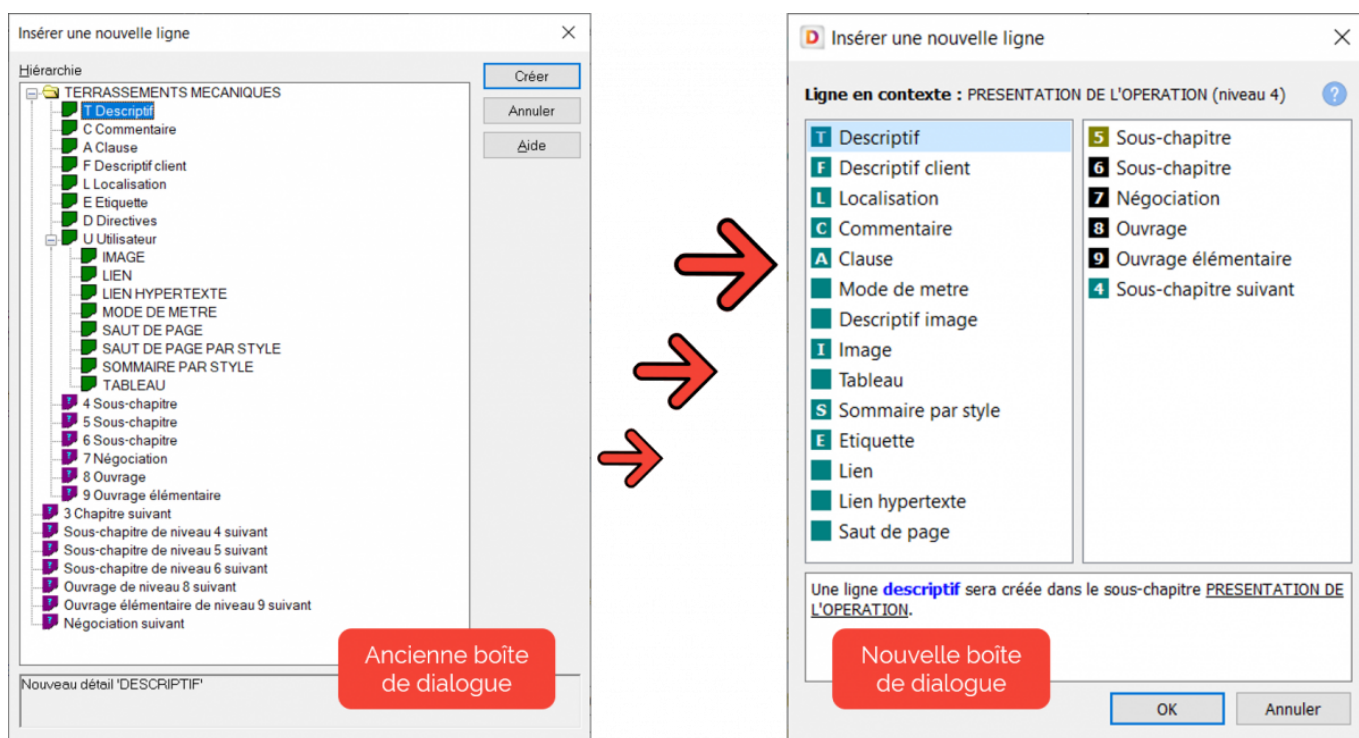 Insérer une nouvelle ligne
Hiérarchie
TERRASSEMENTS MECANIQUES
T Descriptif
C Commentaire
A Clause
F Descriptif client
L Localisation
E Etiquette
D Directives
U Utilisateur
IMAGE
LIEN
LIEN HYPERTEXTE
MODE DE METRE
SAUT DE PAGE
SAUT DE PAGE PAR STYLE
SOMMAIRE PAR STYLE
TABLEAU
4 Sous-chapitre
5 Sous-chapitre
6 Sous-chapitre
7 Négociation
8 Ouvrage
9 Ouvrage élémentaire
3 Chapitre suivant
Sous-chapitre de niveau 4 suivant
Sous-chapitre de niveau 5 suivant
Sous-chapitre de niveau 6 suivant
Ouvrage de niveau 8 suivant
Ouvrage élémentaire de niveau 9 suivant
Négociation suivant
Créer
Annuler
Aide
Nouveau détail 'DESCRIPTIF'
Ancienne boîte
de dialogue
D Insérer une nouvelle ligne
Ligne en contexte : PRESENTATION DE L'OPERATION (niveau 4) ?
T Descriptif
F Descriptif client
L Localisation
C Commentaire
A Clause
Mode de metre
Descriptif image
I Image
Tableau
S Sommaire par style
E Etiquette
Lien
Lien hypertexte
Saut de page
5 Sous-chapitre
6 Sous-chapitre
7 Négociation
8 Ouvrage
9 Ouvrage élémentaire
4 Sous-chapitre suivant
Une ligne descriptif sera créée dans le sous-chapitre PRESENTATION DE
L'OPERATION.
Nouvelle boîte
de dialogue
OK
Annuler